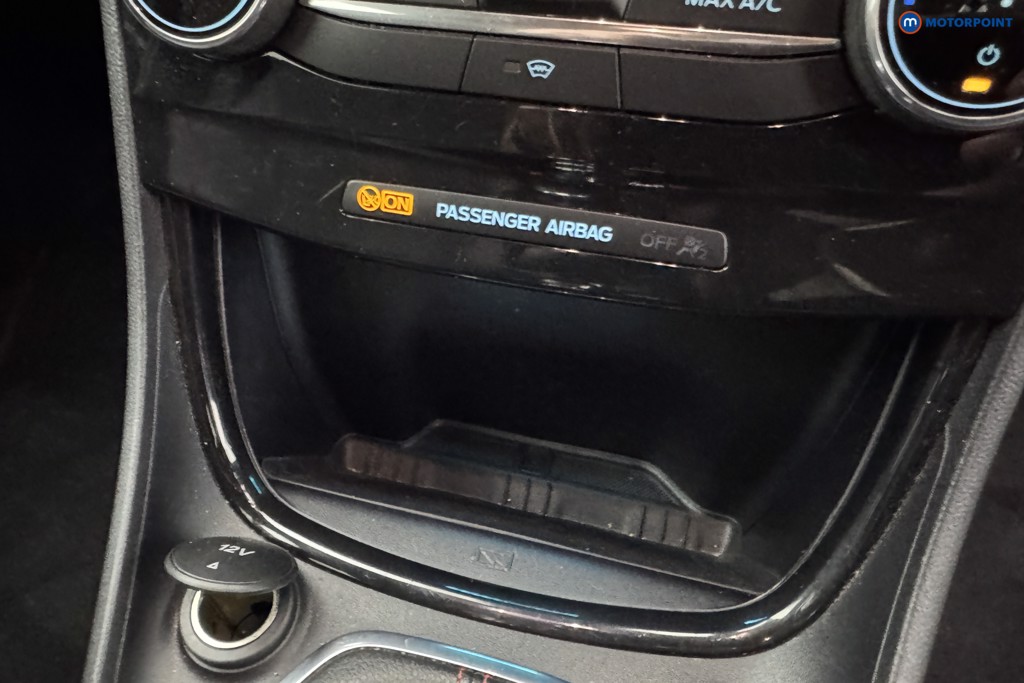 MAX A/C
m MOTORPOINT
ON PASSENGER AIRBAG OFF
12V